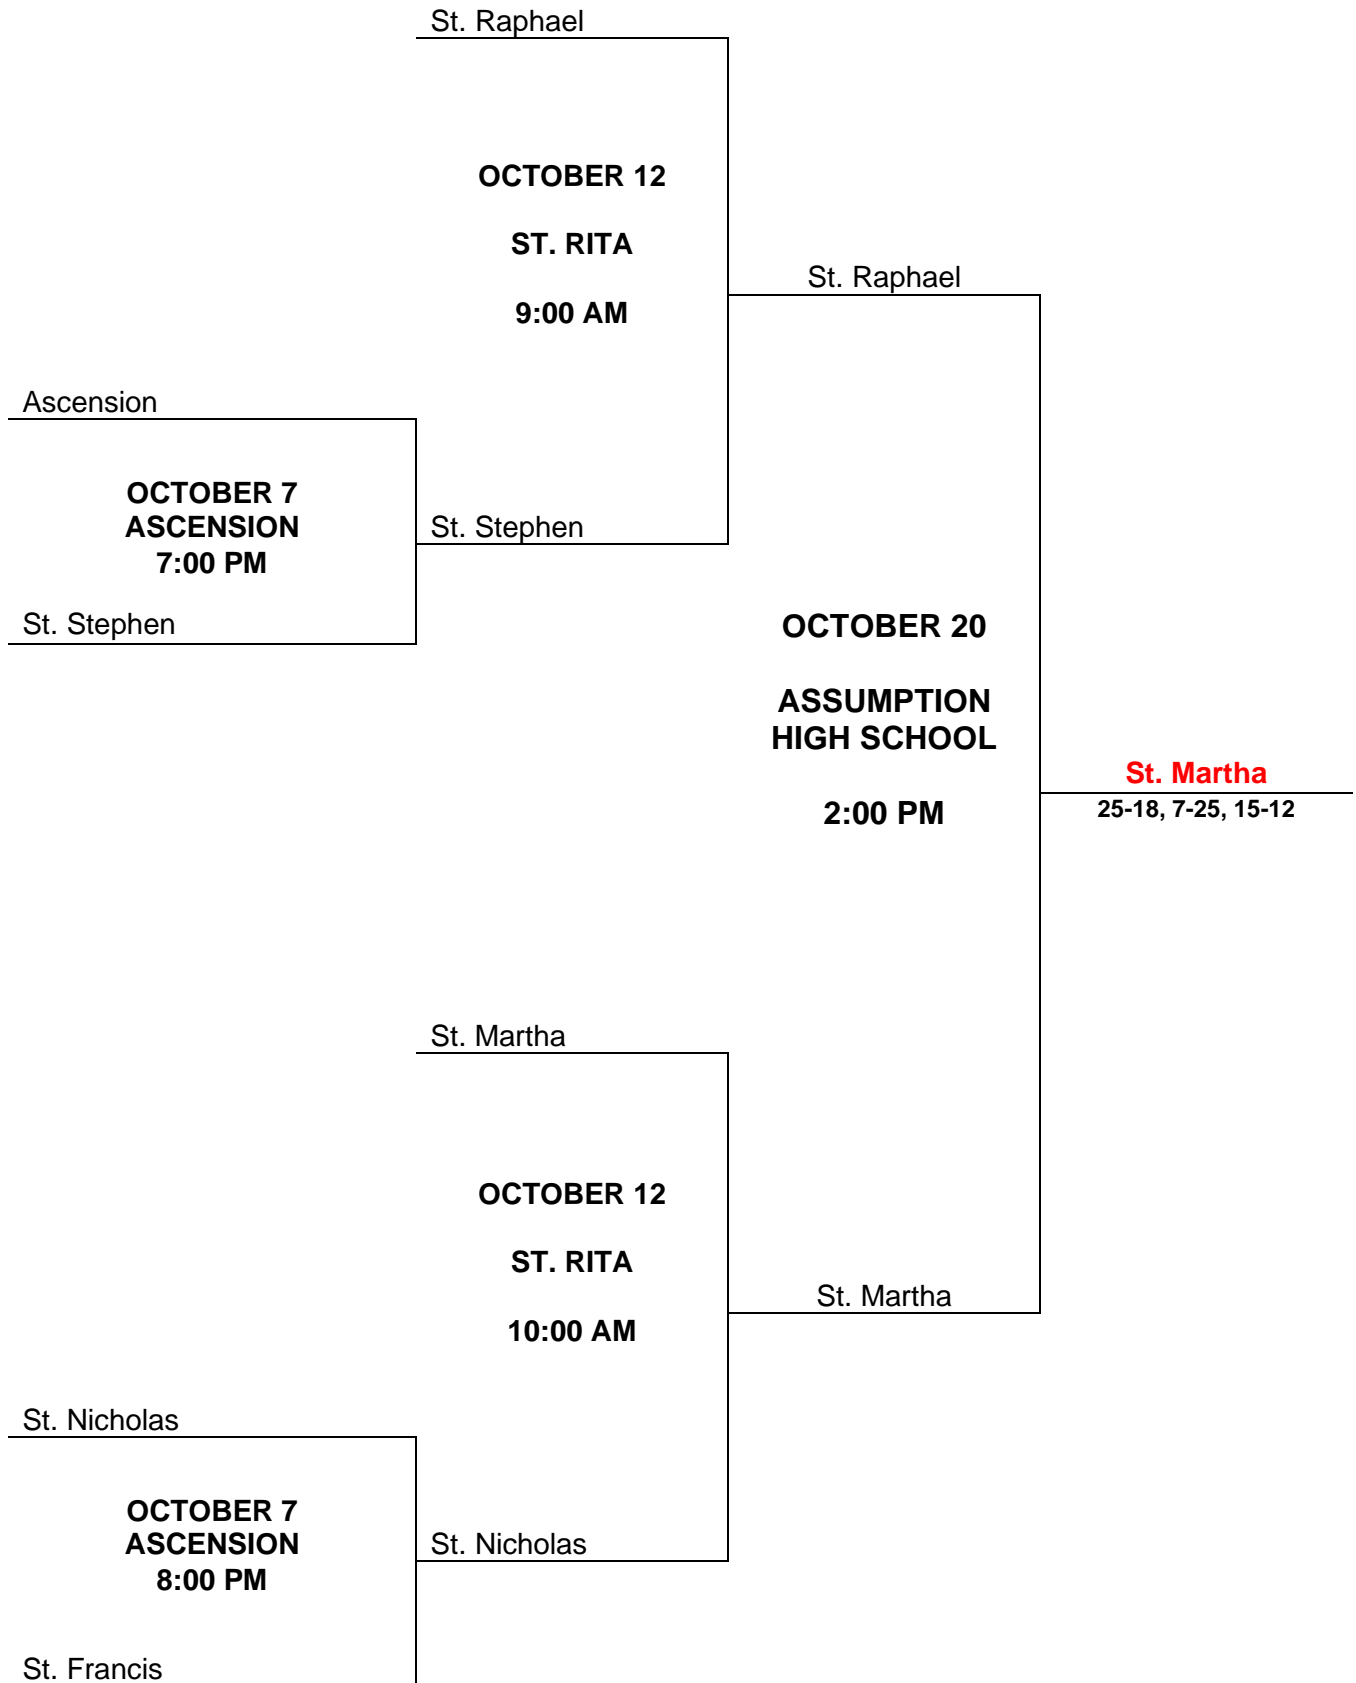 St. Raphael
OCTOBER 12
ST. RITA
9:00 AM
St. Raphael
Ascension
OCTOBER 7
ASCENSION
7:00 PM
St. Stephen
St. Stephen
OCTOBER 20
ASSUMPTION
HIGH SCHOOL
2:00 PM
St. Martha
25-18, 7-25, 15-12
St. Martha
OCTOBER 12
ST. RITA
10:00 AM
St. Martha
St. Nicholas
OCTOBER 7
ASCENSION
8:00 PM
St. Nicholas
St. Francis